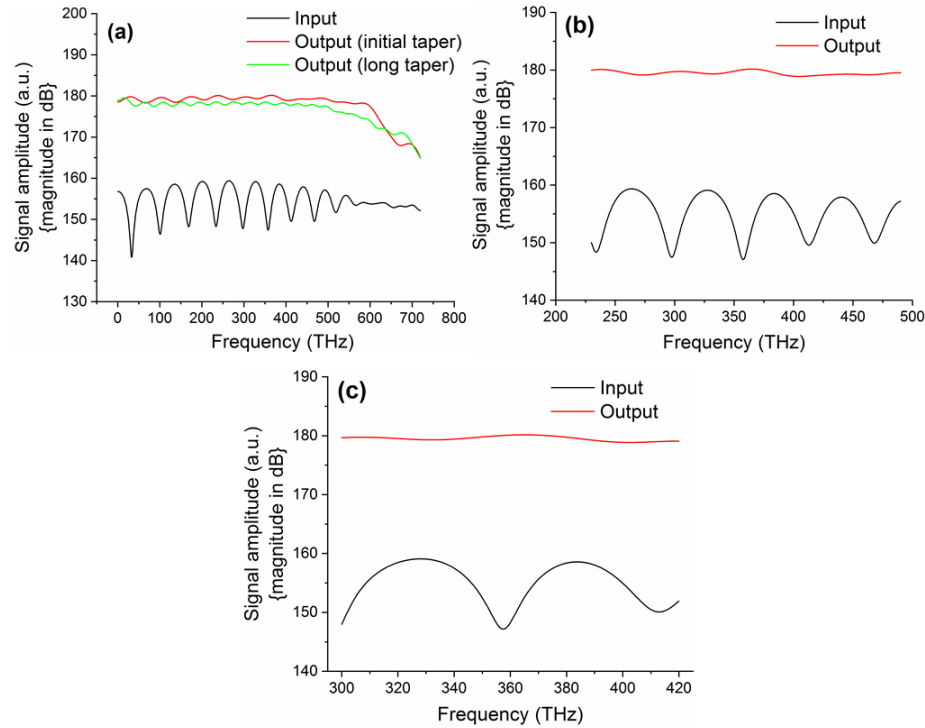 (a)
Input
Output (initial taper)
Output (long taper)
Signal amplitude (a.u.)
{magnitude in dB}
200
190
180
170
160
150
140
130
0 100 200 300 400 500 600 700 800
Frequency (THz)
(b)
Input
Output
Signal amplitude (a.u.)
{magnitude in dB}
190
180
170
160
150
140
200 250 300 350 400 450 500
Frequency (THz)
(c)
Input
Output
Signal amplitude (a.u.)
{magnitude in dB}
190
180
170
160
150
140
300 320 340 360 380 400 420
Frequency (THz)